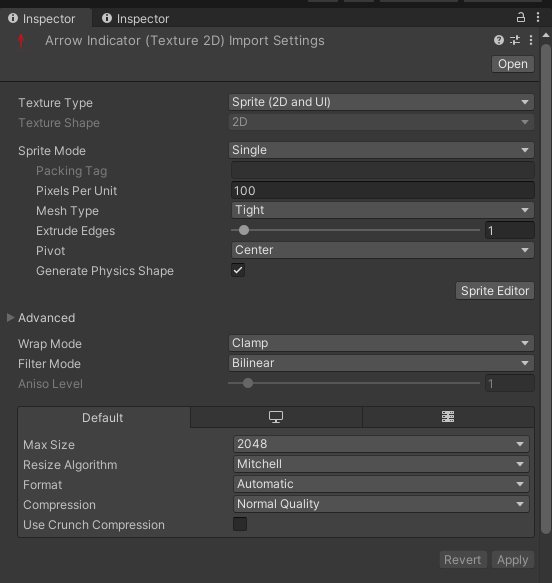 Inspector
Inspector
Arrow Indicator (Texture 2D) Import Settings
Open
Texture Type Sprite (2D and UI)
Texture Shape 2D
Sprite Mode Single
Packing Tag
Pixels Per Unit 100
Mesh Type Tight
Extrude Edges 1
Pivot Center
Generate Physics Shape
Sprite Editor
Advanced
Wrap Mode Clamp
Filter Mode Bilinear
Aniso Level 1
Default
Max Size 2048
Resize Algorithm Mitchell
Format Automatic
Compression Normal Quality
Use Crunch Compression
Revert Apply